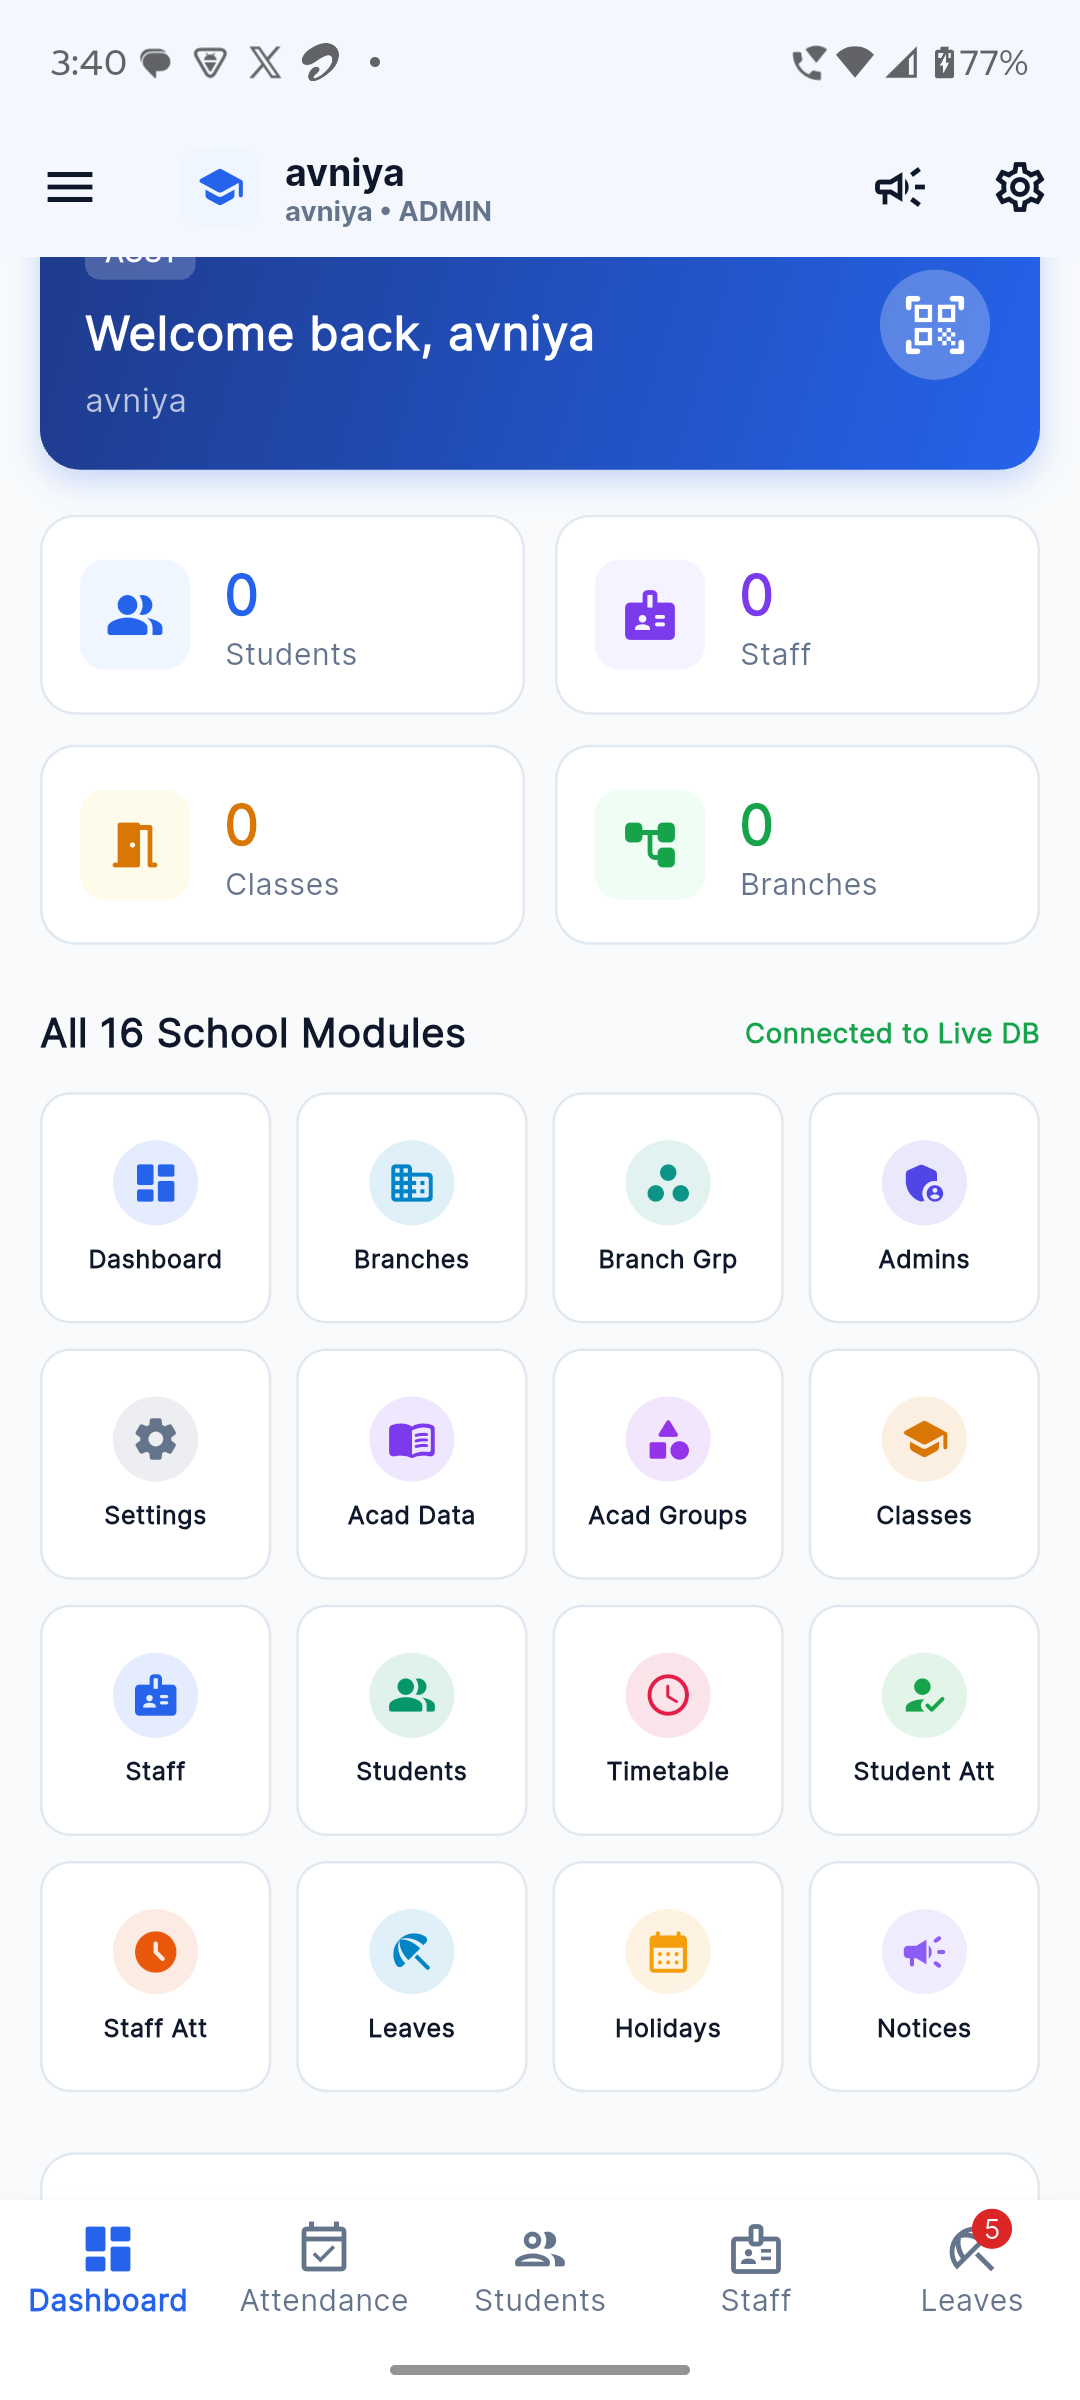 3:40
77%
avniya
avniya • ADMIN
Welcome back, avniya
avniya
0
Students
0
Staff
0
Classes
0
Branches
All 16 School Modules
Connected to Live DB
Dashboard
Branches
Branch Grp
Admins
Settings
Acad Data
Acad Groups
Classes
Staff
Students
Timetable
Student Att
Staff Att
Leaves
Holidays
Notices
5
Dashboard
Attendance
Students
Staff
Leaves